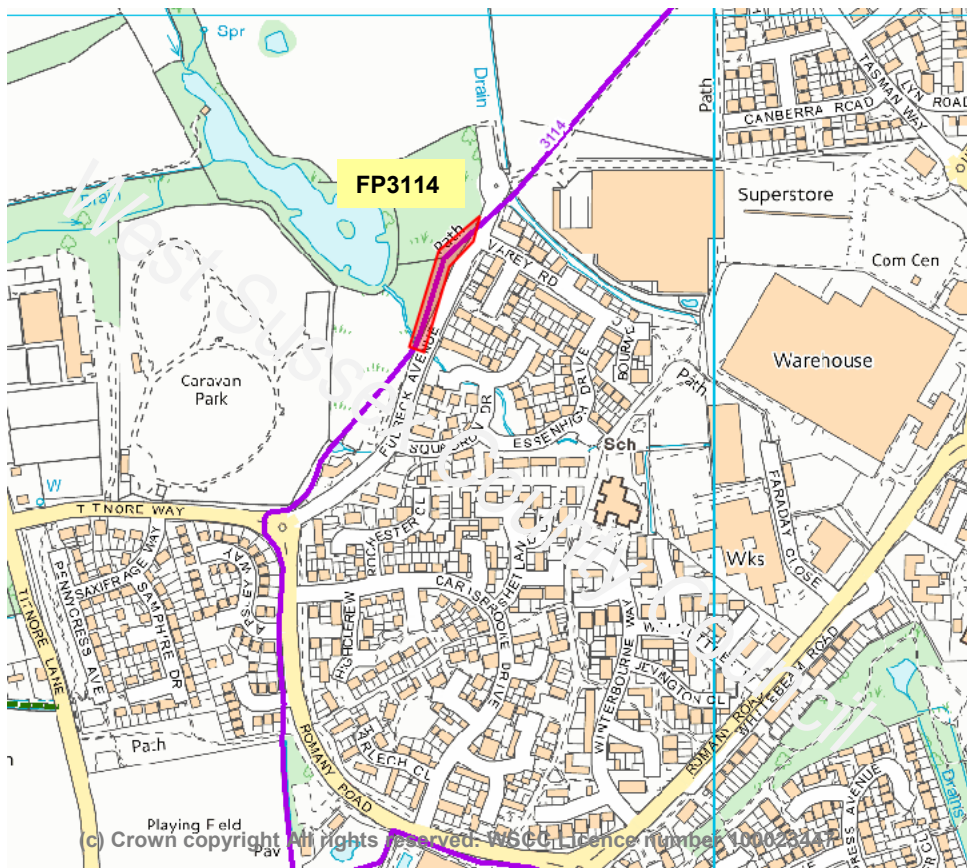 Spr
Drain
Path
CANBERRA ROAD
TASMAN WAY
LYN ROAD
3114
FP3114
Superstore
Drain
Path
Com Cen
VAREY RD
Warehouse
BOURNE
Caravan
Park
FULBECK AVENUE
ESSENHIGH DRIVE
Path
SQUADRON DR
Sch
W
TITNORE WAY
FARADAY CLOSE
SAXIFRAGE WAY
ROCHESTER CL
Wks
PENNYCRESS AVE
SAMPHIRE DR
APSLEY WAY
CARISBROOKE DRIVE
HIGHCLERE W
TITNORE LANE
WINTERBOURNE WAY
JEVINGTON CL
ROMANY ROAD
WHITEBEAM ROAD
Path
ROMANY ROAD
HARLECH CL
Drains
Playing Field
Pav
West Sussex County Council
(c) Crown copyright All rights reserved. WSCC Licence number 100023447